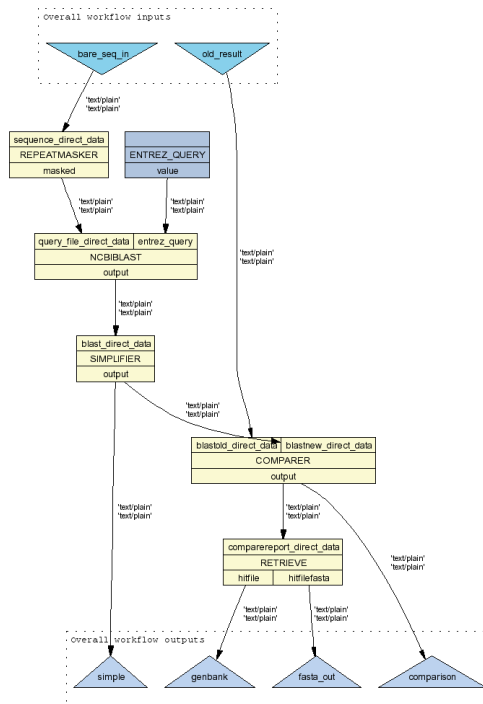 Overall workflow inputs
bare_seq_in
old_result
'text/plain'
'text/plain'
sequence_direct_data
REPEATMASKER
masked
ENTREZ_QUERY
value
'text/plain'
'text/plain'
'text/plain'
'text/plain'
query_file_direct_data
entrez_query
NCBIBLAST
output
'text/plain'
'text/plain'
'text/plain'
'text/plain'
blast_direct_data
SIMPLIFIER
output
'text/plain'
'text/plain'
blastold_direct_data
blastnew_direct_data
COMPARER
output
'text/plain'
'text/plain'
'text/plain'
'text/plain'
comparereport_direct_data
RETRIEVE
hitfile
hitfilefasta
'text/plain'
'text/plain'
'text/plain'
'text/plain'
'text/plain'
'text/plain'
Overall workflow outputs
simple
genbank
fasta_out
comparison